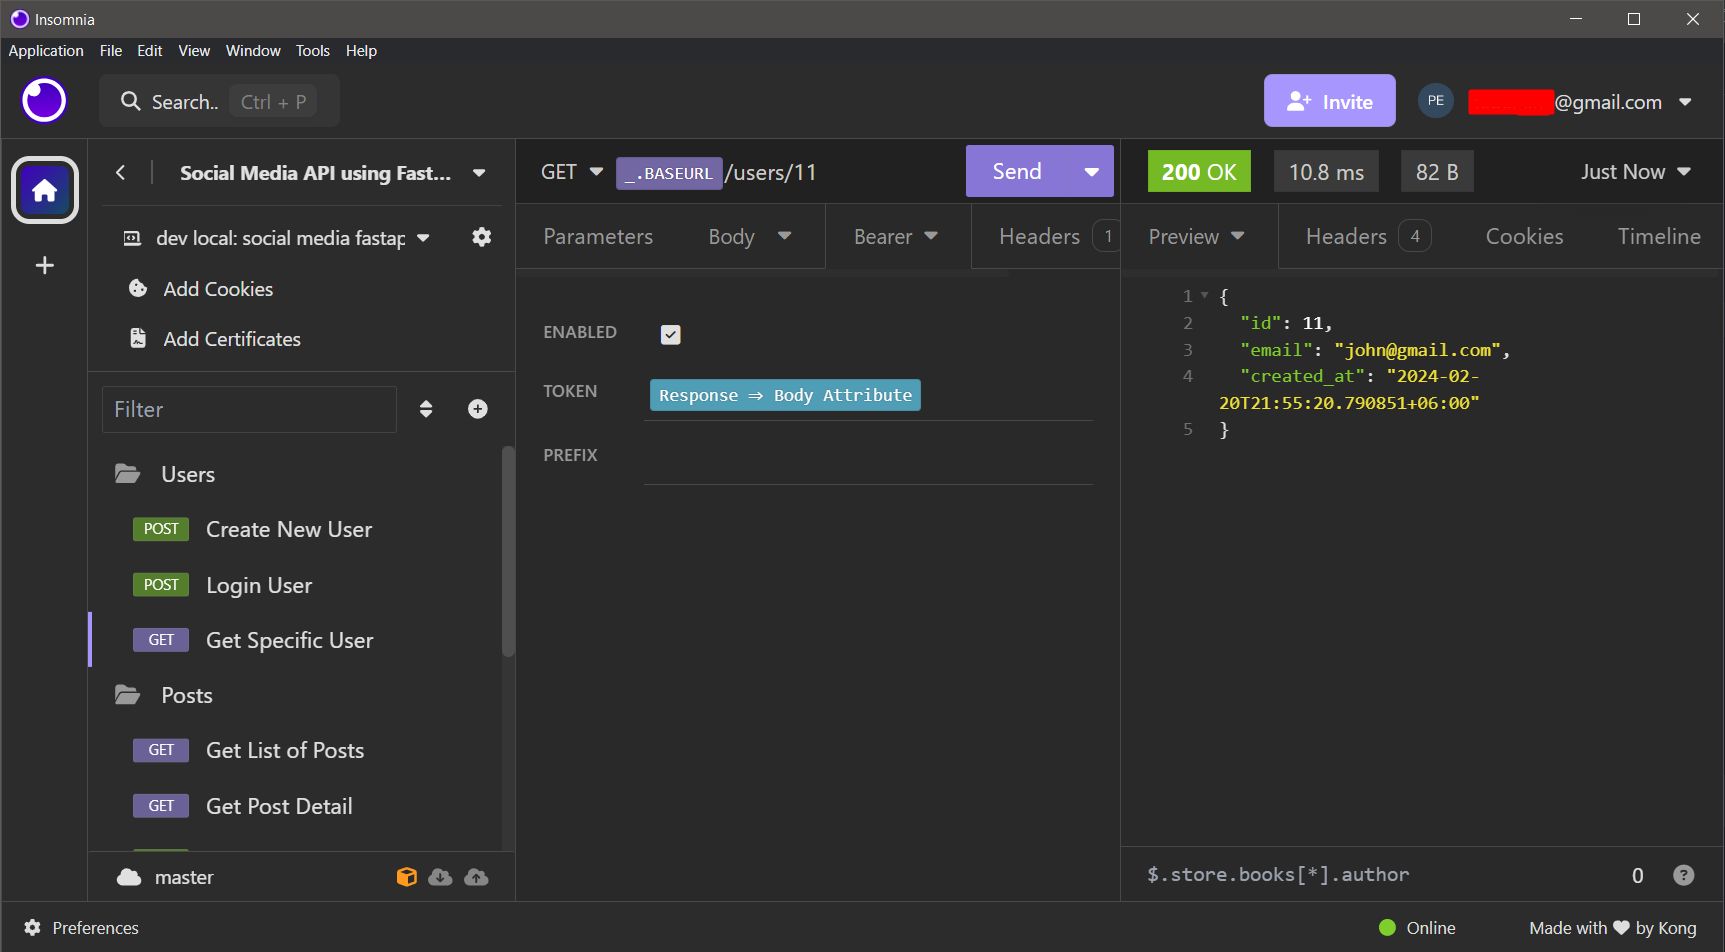 Insomnia
Application File Edit View Window Tools Help
Search.. Ctrl + P
Invite
PE
@gmail.com
Social Media API using Fast...
dev local: social media fastap
Add Cookies
Add Certificates
Filter
Users
POST Create New User
POST Login User
GET Get Specific User
Posts
GET Get List of Posts
GET Get Post Detail
master
GET _.BASEURL /users/11 Send
Parameters Body Bearer Headers 1
ENABLED
TOKEN Response ⇒ Body Attribute
PREFIX
200 OK 10.8 ms 82 B Just Now
Preview Headers 4 Cookies Timeline
1 {
2 "id": 11,
3 "email": "john@gmail.com",
4 "created_at": "2024-02-
20T21:55:20.790851+06:00"
5 }
$.store.books[*].author 0 ?
Preferences
Online
Made with ♥ by Kong